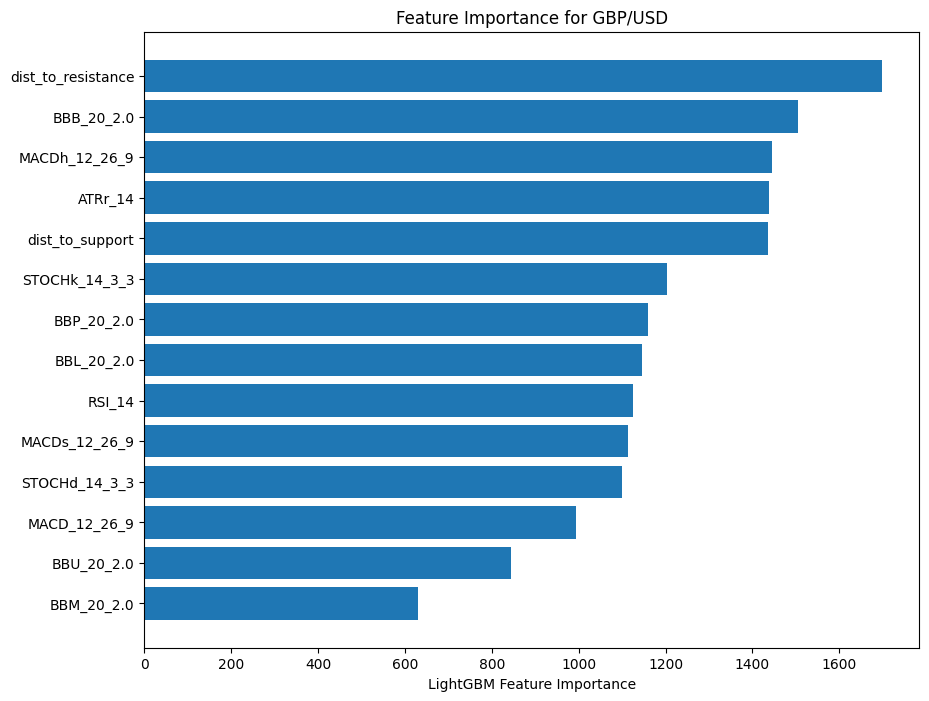 Feature Importance for GBP/USD
dist_to_resistance
BBB_20_2.0
MACDh_12_26_9
ATRr_14
dist_to_support
STOCHk_14_3_3
BBP_20_2.0
BBL_20_2.0
RSI_14
MACDs_12_26_9
STOCHd_14_3_3
MACD_12_26_9
BBU_20_2.0
BBM_20_2.0
0 200 400 600 800 1000 1200 1400 1600
LightGBM Feature Importance